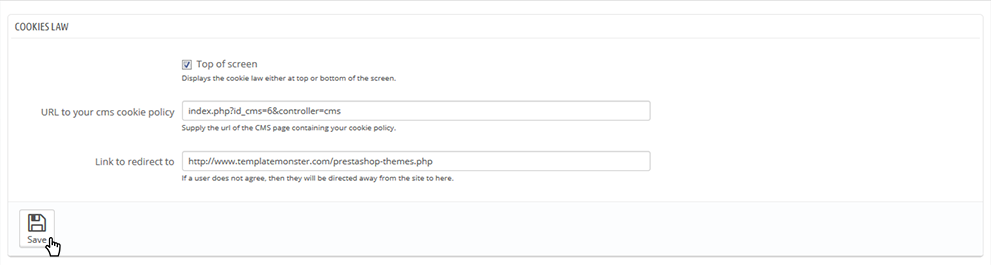 COOKIES LAW
Top of screen
Displays the cookie law either at top or bottom of the screen.
URL to your cms cookie policy index.php?id_cms=6&controller=cms
Supply the url of the CMS page containing your cookie policy.
Link to redirect to http://www.templatemonster.com/prestashop-themes.php
If a user does not agree, then they will be directed away from the site to here.
Save